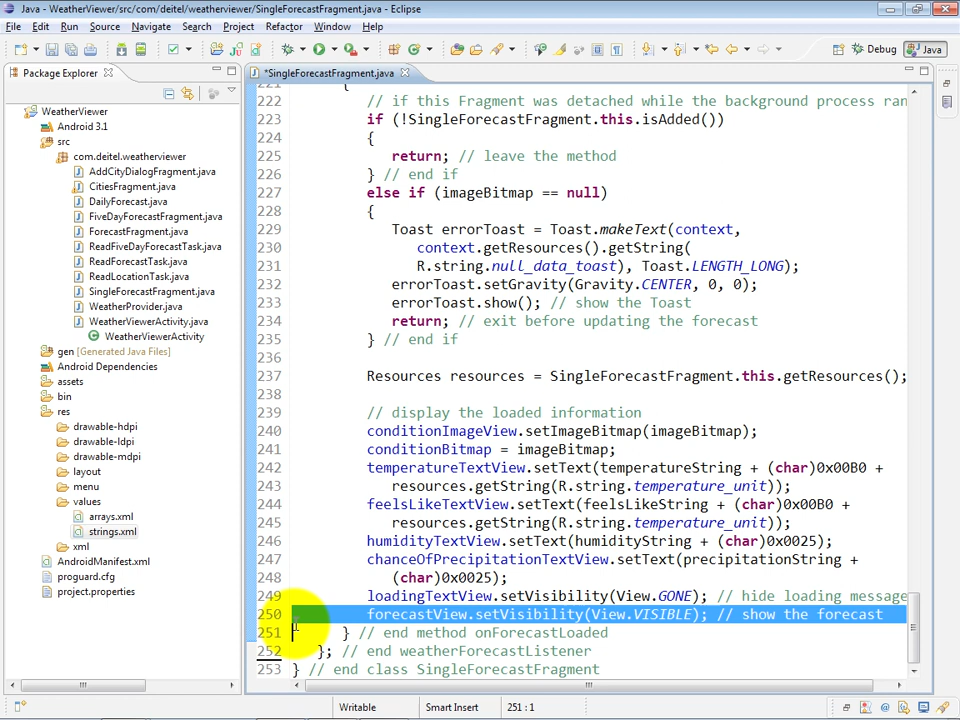 Java - WeatherViewer/src/com/deitel/weatherviewer/SingleForecastFragment.java - Eclipse
File Edit Run Source Navigate Search Project Refactor Window Help
Debug Java
Package Explorer
*SingleForecastFragment.java
WeatherViewer
Android 3.1
src
com.deitel.weatherviewer
AddCityDialogFragment.java
CitiesFragment.java
DailyForecast.java
FiveDayForecastFragment.java
ForecastFragment.java
ReadFiveDayForecastTask.java
ReadForecastTask.java
ReadLocationTask.java
SingleForecastFragment.java
WeatherProvider.java
WeatherViewerActivity.java
WeatherViewerActivity
gen [Generated Java Files]
Android Dependencies
assets
bin
res
drawable-hdpi
drawable-ldpi
drawable-mdpi
layout
menu
values
arrays.xml
strings.xml
xml
AndroidManifest.xml
proguard.cfg
project.properties
221 {
222 // if this Fragment was detached while the background process ran
223 if (!SingleForecastFragment.this.isAdded())
224 {
225 return; // leave the method
226 } // end if
227 else if (imageBitmap == null)
228 {
229 Toast errorToast = Toast.makeText(context,
230 context.getResources().getString(
231 R.string.null_data_toast), Toast.LENGTH_LONG);
232 errorToast.setGravity(Gravity.CENTER, 0, 0);
233 errorToast.show(); // show the Toast
234 return; // exit before updating the forecast
235 } // end if
236
237 Resources resources = SingleForecastFragment.this.getResources();
238
239 // display the loaded information
240 conditionImageView.setImageBitmap(imageBitmap);
241 conditionBitmap = imageBitmap;
242 temperatureTextView.setText(temperatureString + (char)0x00B0 +
243 resources.getString(R.string.temperature_unit));
244 feelsLikeTextView.setText(feelsLikeString + (char)0x00B0 +
245 resources.getString(R.string.temperature_unit));
246 humidityTextView.setText(humidityString + (char)0x0025);
247 chanceOfPrecipitationTextView.setText(precipitationString +
248 (char)0x0025);
249 loadingTextView.setVisibility(View.GONE); // hide loading message
250 forecastView.setVisibility(View.VISIBLE); // show the forecast
251 } // end method onForecastLoaded
252 }; // end weatherForecastListener
253 } // end class SingleForecastFragment
Writable Smart Insert 251 : 1